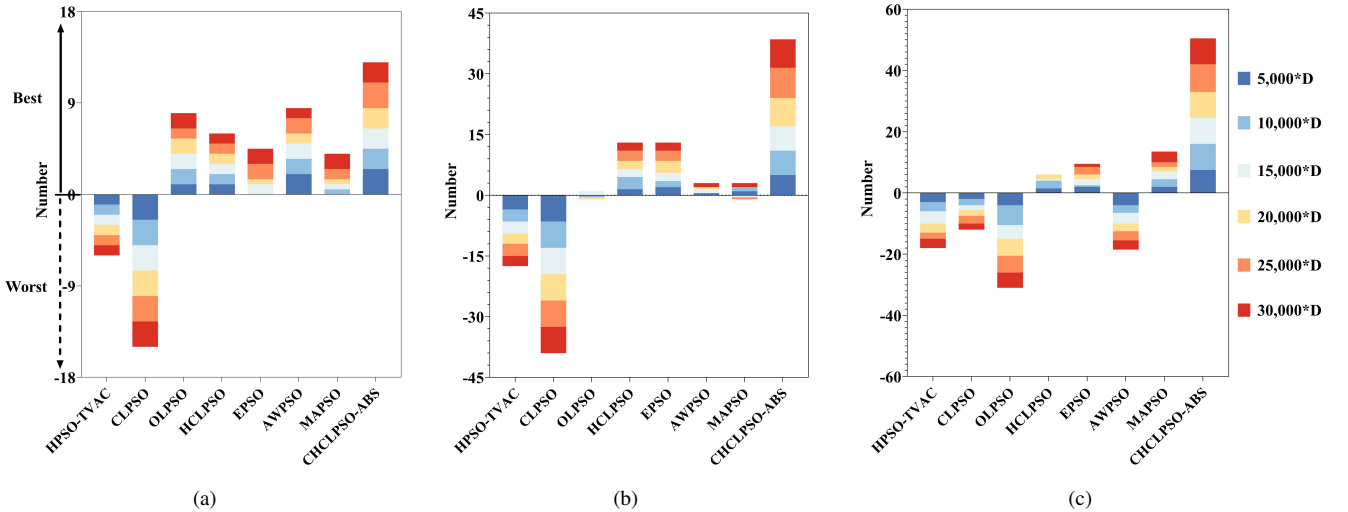 18
9
0
-9
-18
Best
Worst
Number
HPSO-TVAC
CLPSO
OLPSO
HCLPSO
EPSO
AWPSO
MAPSO
CHCLPSO-ABS
(a)
45
30
15
0
-15
-30
-45
Number
HPSO-TVAC
CLPSO
OLPSO
HCLPSO
EPSO
AWPSO
MAPSO
CHCLPSO-ABS
(b)
60
40
20
0
-20
-40
-60
Number
HPSO-TVAC
CLPSO
OLPSO
HCLPSO
EPSO
AWPSO
MAPSO
CHCLPSO-ABS
(c)
5,000*D
10,000*D
15,000*D
20,000*D
25,000*D
30,000*D